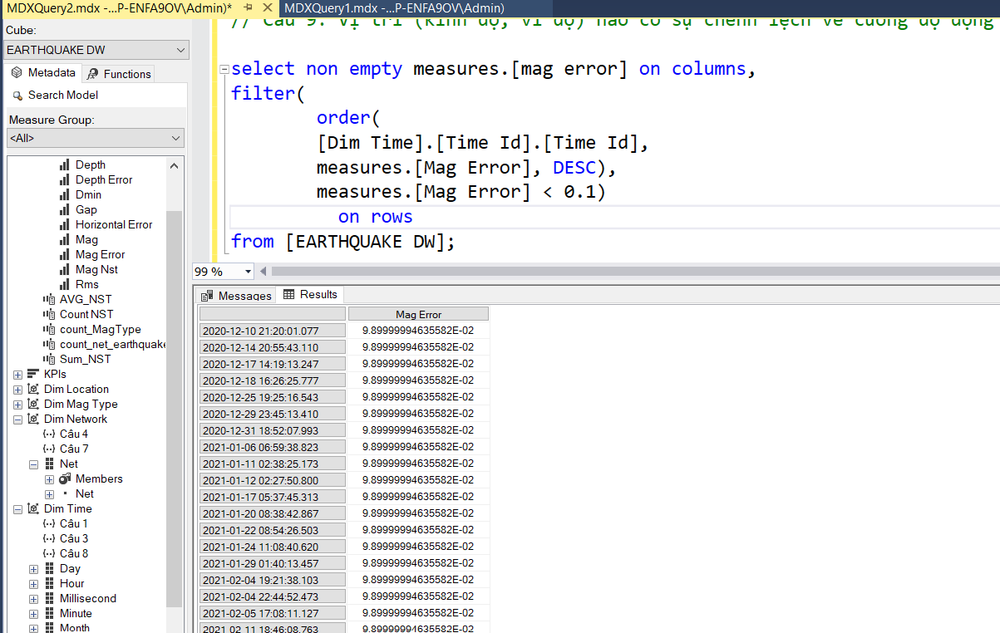 MDXQuery2.mdx -...P-ENFA9OV\Admin)*
MDXQuery1.mdx -...P-ENFA9OV\Admin)
Cube:
EARTHQUAKE DW
Metadata
Functions
Search Model
Measure Group:
<All>
Depth
Depth Error
Dmin
Gap
Horizontal Error
Mag
Mag Error
Mag Nst
Rms
AVG_NST
Count NST
count_MagType
count_net_earthquake
Sum_NST
KPIs
Dim Location
Dim Mag Type
Dim Network
Câu 4
Câu 7
Net
Members
Net
Dim Time
Câu 1
Câu 3
Câu 8
Day
Hour
Millisecond
Minute
Month
// Câu 9: Vị trí (kinh độ, vĩ độ) nào có sự chênh lệch về cường độ động
select non empty measures.[mag error] on columns,
filter(
order(
[Dim Time].[Time Id].[Time Id],
measures.[Mag Error], DESC),
measures.[Mag Error] < 0.1)
on rows
from [EARTHQUAKE DW];
99 %
Messages
Results
Mag Error
2020-12-10 21:20:01.077 9.89999994635582E-02
2020-12-14 20:55:43.110 9.89999994635582E-02
2020-12-17 14:19:13.247 9.89999994635582E-02
2020-12-18 16:26:25.777 9.89999994635582E-02
2020-12-25 19:25:16.543 9.89999994635582E-02
2020-12-29 23:45:13.410 9.89999994635582E-02
2020-12-31 18:52:07.993 9.89999994635582E-02
2021-01-06 06:59:38.823 9.89999994635582E-02
2021-01-11 02:38:25.173 9.89999994635582E-02
2021-01-12 02:27:50.800 9.89999994635582E-02
2021-01-17 05:37:45.313 9.89999994635582E-02
2021-01-20 08:38:42.867 9.89999994635582E-02
2021-01-22 08:54:26.503 9.89999994635582E-02
2021-01-24 11:08:40.620 9.89999994635582E-02
2021-01-29 01:40:13.457 9.89999994635582E-02
2021-02-04 19:21:38.103 9.89999994635582E-02
2021-02-04 22:44:52.473 9.89999994635582E-02
2021-02-05 17:08:11.127 9.89999994635582E-02
2021-02-11 18:46:08.763 9.89999994635582E-02